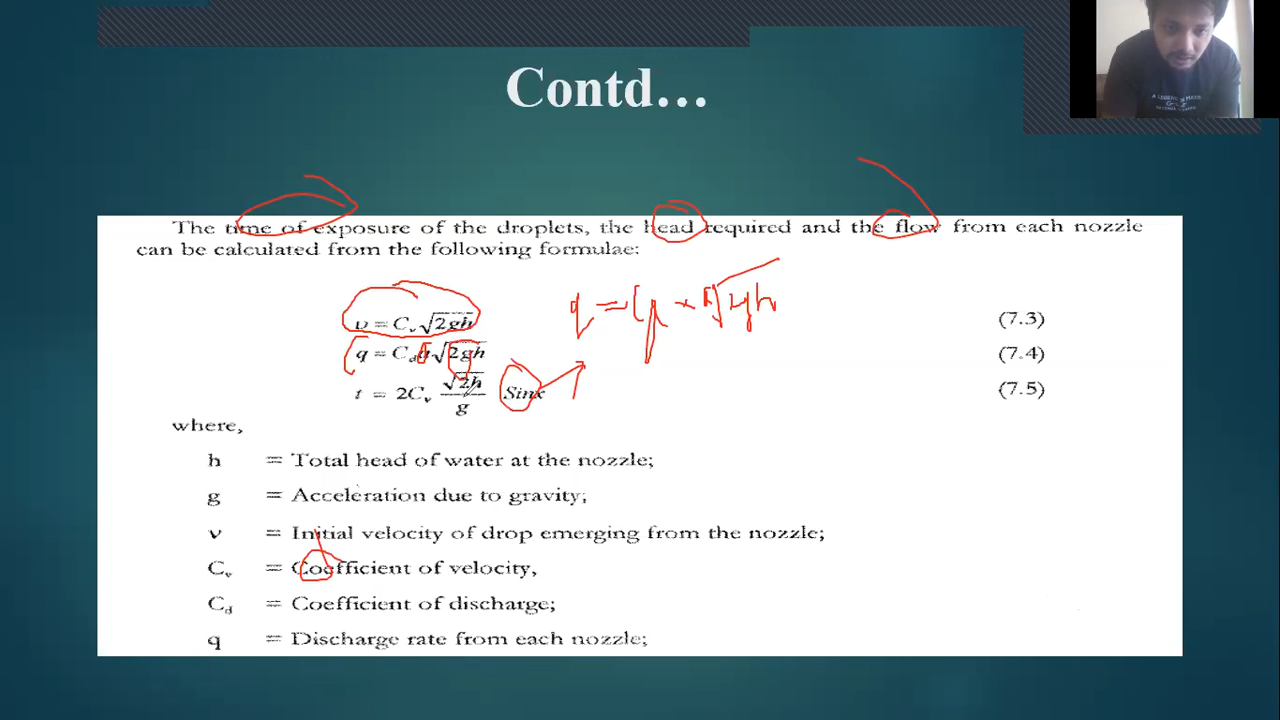 Contd…
The time of exposure of the droplets, the head required and the flow from each nozzle
can be calculated from the following formulae:
υ = Cᵥ √2gh (7.3)
q = C_d a √2gh (7.4)
t = 2Cᵥ √2h / g Sinx (7.5)
where,
h = Total head of water at the nozzle;
g = Acceleration due to gravity;
v = Initial velocity of drop emerging from the nozzle;
Cᵥ = Coefficient of velocity,
C_d = Coefficient of discharge;
q = Discharge rate from each nozzle;